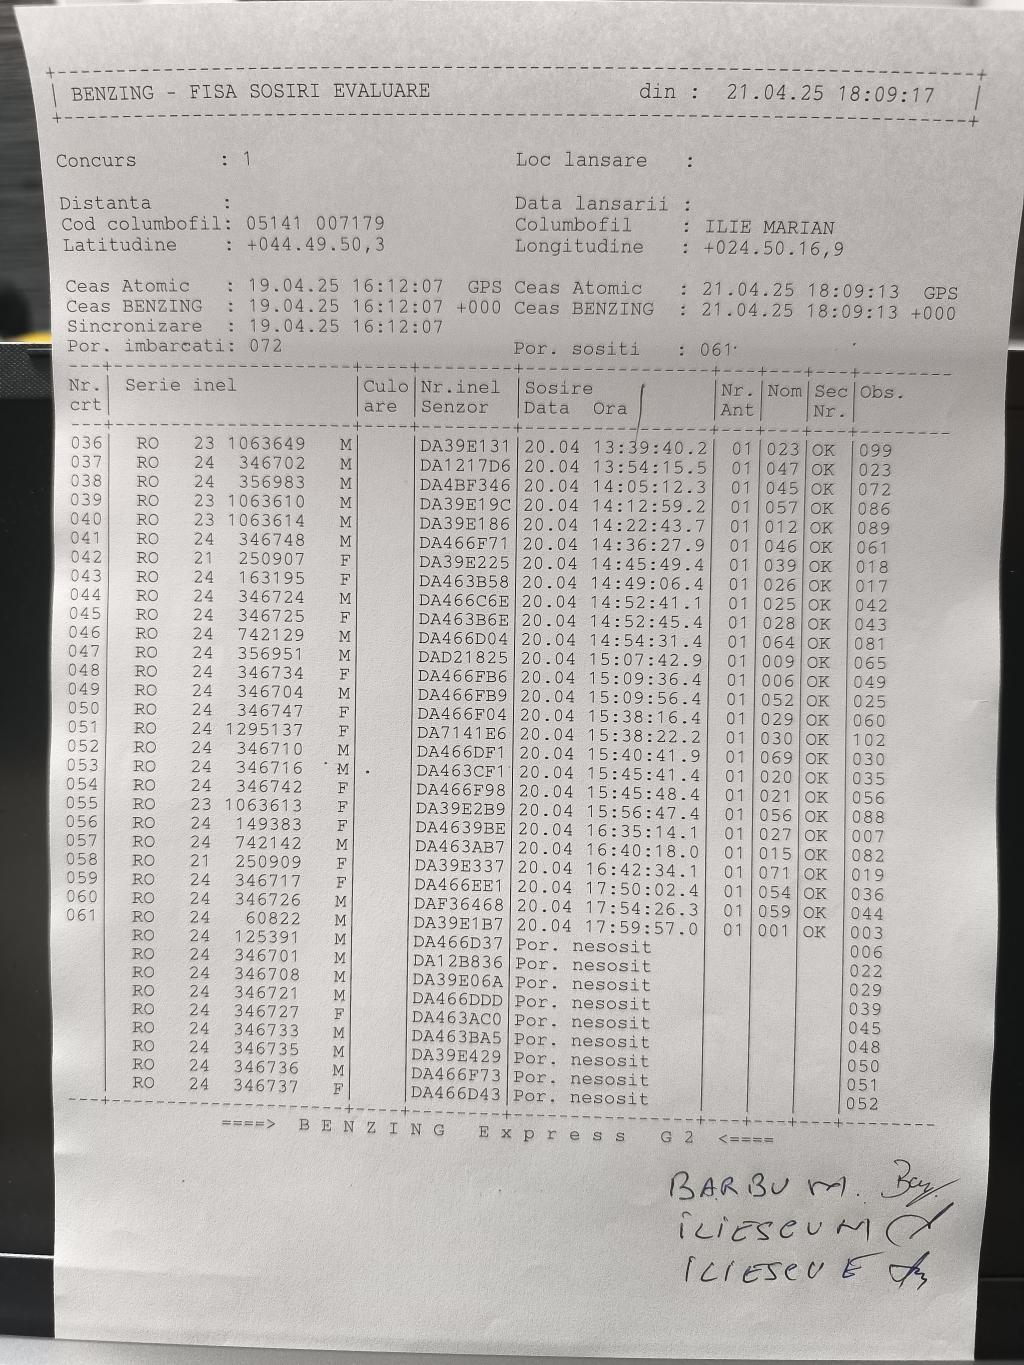 BENZING - FISA SOSIRI EVALUARE din : 21.04.25 18:09:17
Concurs : 1 Loc lansare :
Distanta : Data lansarii :
Cod columbofil: 05141 007179 Columbofil : ILIE MARIAN
Latitudine : +044.49.50,3 Longitudine : +024.50.16,9
Ceas Atomic : 19.04.25 16:12:07 GPS Ceas Atomic : 21.04.25 18:09:13 GPS
Ceas BENZING : 19.04.25 16:12:07 +000 Ceas BENZING : 21.04.25 18:09:13 +000
Sincronizare : 19.04.25 16:12:07
Por. imbarcati: 072 Por. sositi : 061
Nr. Serie inel Culo Nr.inel Sosire Nr. Nom Sec Obs.
crt are Senzor Data Ora Ant Nr.
036 RO 23 1063649 M DA39E131 20.04 13:39:40.2 01 023 OK 099
037 RO 24 346702 M DA1217D6 20.04 13:54:15.5 01 047 OK 023
038 RO 24 356983 M DA4BF346 20.04 14:05:12.3 01 045 OK 072
039 RO 23 1063610 M DA39E19C 20.04 14:12:59.2 01 057 OK 086
040 RO 23 1063614 M DA39E186 20.04 14:22:43.7 01 012 OK 089
041 RO 24 346748 M DA466F71 20.04 14:36:27.9 01 046 OK 061
042 RO 21 250907 F DA39E225 20.04 14:45:49.4 01 039 OK 018
043 RO 24 163195 F DA463B58 20.04 14:49:06.4 01 026 OK 017
044 RO 24 346724 M DA466C6E 20.04 14:52:41.1 01 025 OK 042
045 RO 24 346725 F DA463B6E 20.04 14:52:45.4 01 028 OK 043
046 RO 24 742129 M DA466D04 20.04 14:54:31.4 01 064 OK 081
047 RO 24 356951 M DAD21825 20.04 15:07:42.9 01 009 OK 065
048 RO 24 346734 F DA466FB6 20.04 15:09:36.4 01 006 OK 049
049 RO 24 346704 M DA466FB9 20.04 15:09:56.4 01 052 OK 025
050 RO 24 346747 F DA466F04 20.04 15:38:16.4 01 029 OK 060
051 RO 24 1295137 F DA7141E6 20.04 15:38:22.2 01 030 OK 102
052 RO 24 346710 M DA466DF1 20.04 15:40:41.9 01 069 OK 030
053 RO 24 346716 M DA463CF1 20.04 15:45:41.4 01 020 OK 035
054 RO 24 346742 F DA466F98 20.04 15:45:48.4 01 021 OK 056
055 RO 23 1063613 F DA39E2B9 20.04 15:56:47.4 01 056 OK 088
056 RO 24 149383 F DA4639BE 20.04 16:35:14.1 01 027 OK 007
057 RO 24 742142 M DA463AB7 20.04 16:40:18.0 01 015 OK 082
058 RO 21 250909 F DA39E337 20.04 16:42:34.1 01 071 OK 019
059 RO 24 346717 F DA466EE1 20.04 17:50:02.4 01 054 OK 036
060 RO 24 346726 M DAF36468 20.04 17:54:26.3 01 059 OK 044
061 RO 24 60822 M DA39E1B7 20.04 17:59:57.0 01 001 OK 003
RO 24 125391 M DA466D37 Por. nesosit 006
RO 24 346701 M DA12B836 Por. nesosit 022
RO 24 346708 M DA39E06A Por. nesosit 029
RO 24 346721 M DA466DDD Por. nesosit 039
RO 24 346727 F DA463AC0 Por. nesosit 045
RO 24 346733 M DA463BA5 Por. nesosit 048
RO 24 346735 M DA39E429 Por. nesosit 050
RO 24 346736 M DA466F73 Por. nesosit 051
RO 24 346737 F DA466D43 Por. nesosit 052
====> B E N Z I N G E x p r e s s G 2 <====
BARBU M.
ILIESCU M
ILIESCU E